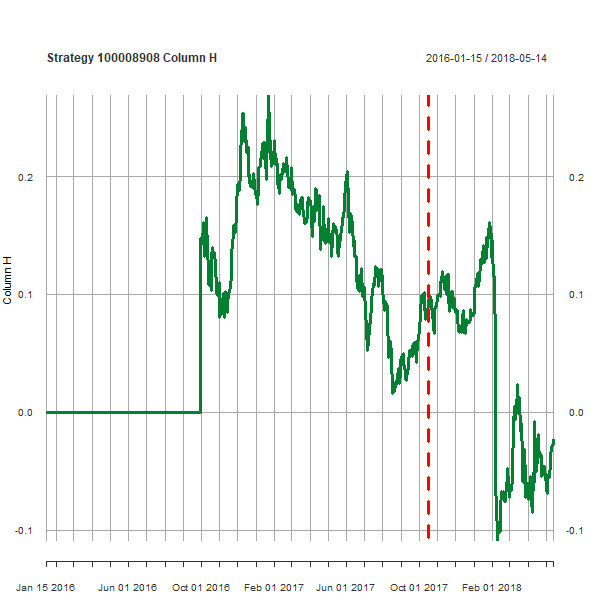 Strategy 100008908 Column H
2016-01-15 / 2018-05-14
Column H
0.2
0.2
0.1
0.1
0.0
0.0
-0.1
-0.1
Jan 15 2016
Jun 01 2016
Oct 01 2016
Feb 01 2017
Jun 01 2017
Oct 01 2017
Feb 01 2018